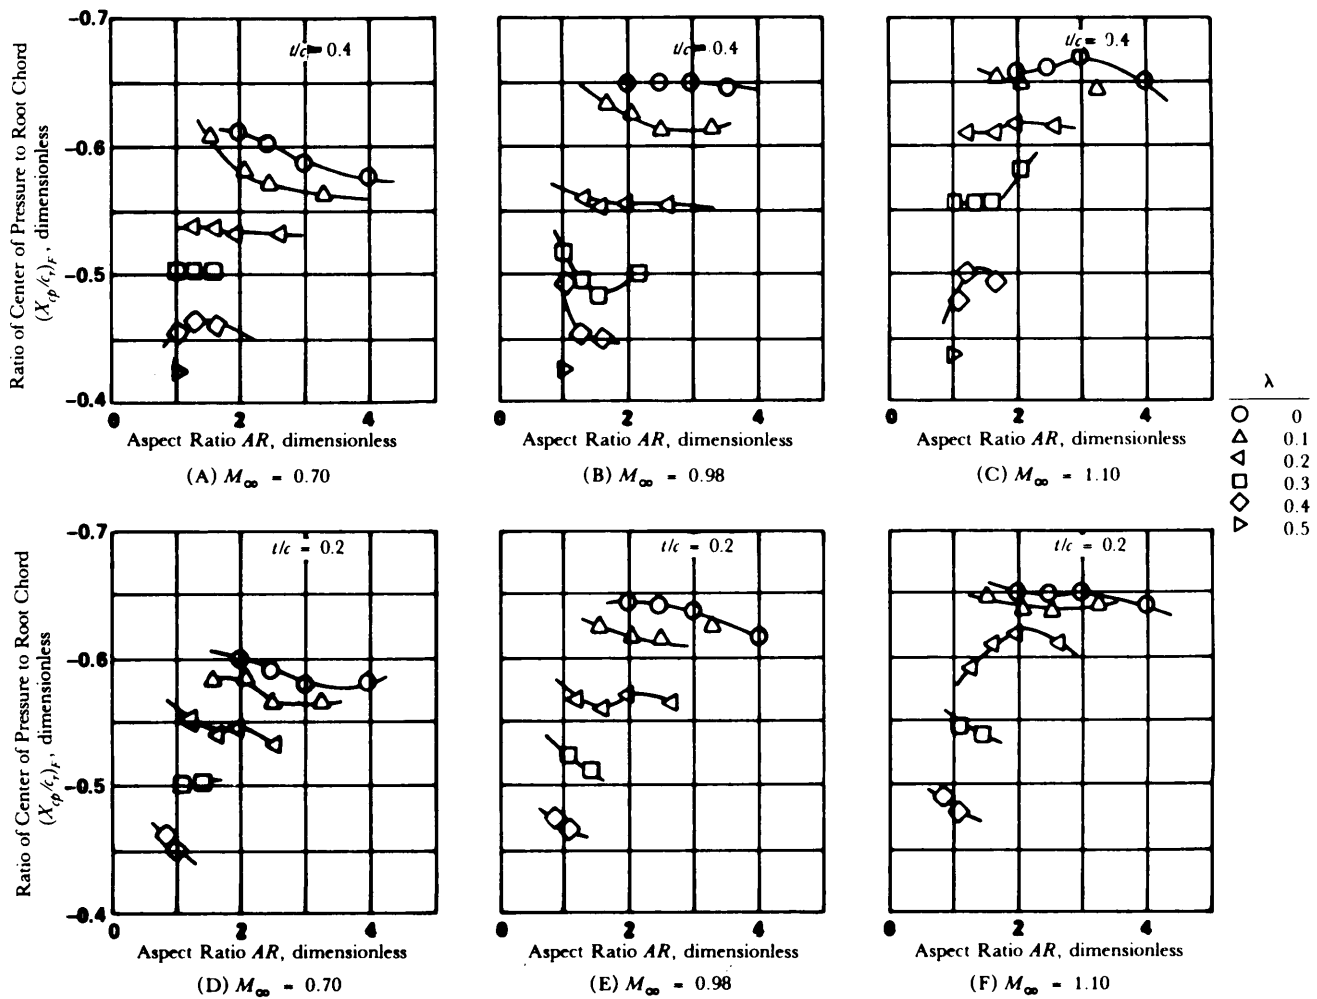 Ratio of Center of Pressure to Root Chord
(X_cp/c_r)_F, dimensionless
-0.7
-0.6
-0.5
-0.4
t/c = 0.4
t/c = 0.4
t/c = 0.4
0 2 4
0 2 4
0 2 4
Aspect Ratio AR, dimensionless
Aspect Ratio AR, dimensionless
Aspect Ratio AR, dimensionless
(A) M∞ = 0.70
(B) M∞ = 0.98
(C) M∞ = 1.10
λ
0
0.1
0.2
0.3
0.4
0.5
Ratio of Center of Pressure to Root Chord
(X_cp/c_r)_F, dimensionless
-0.7
-0.6
-0.5
-0.4
t/c = 0.2
t/c = 0.2
t/c = 0.2
0 2 4
0 2 4
0 2 4
Aspect Ratio AR, dimensionless
Aspect Ratio AR, dimensionless
Aspect Ratio AR, dimensionless
(D) M∞ = 0.70
(E) M∞ = 0.98
(F) M∞ = 1.10